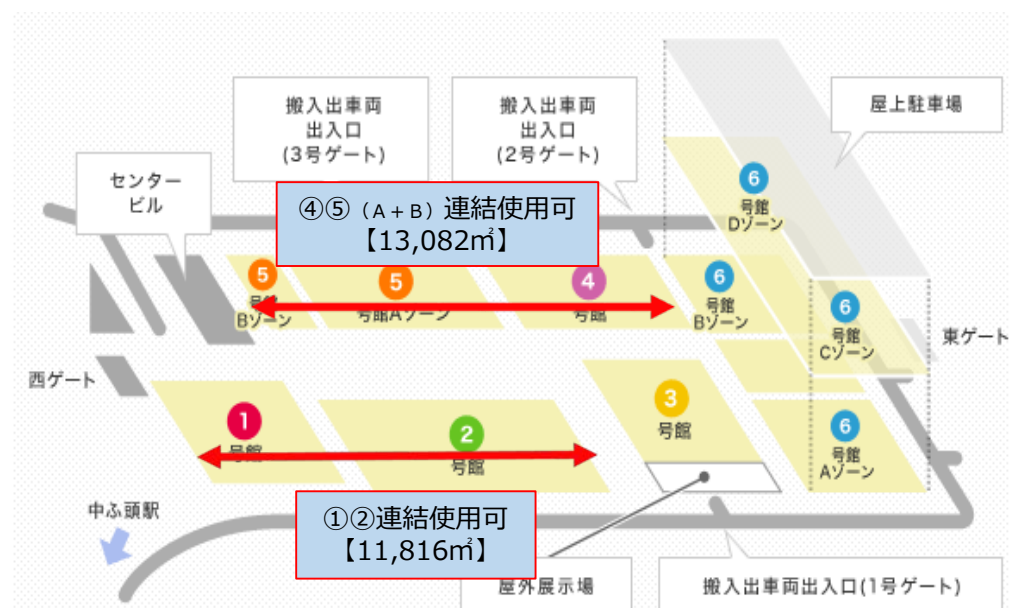 搬入出車両
出入口
(3号ゲート)
搬入出車両
出入口
(2号ゲート)
屋上駐車場
センター
ビル
④⑤（A+B）連結使用可
【13,082㎡】
6
号館
Dゾーン
5
号館
Bゾーン
5
号館Aゾーン
4
号館
6
号館
Bゾーン
6
号館
Cゾーン
東ゲート
西ゲート
1
号館
2
号館
3
号館
6
号館
Aゾーン
中ふ頭駅
①②連結使用可
【11,816㎡】
屋外展示場
搬入出車両出入口(1号ゲート)